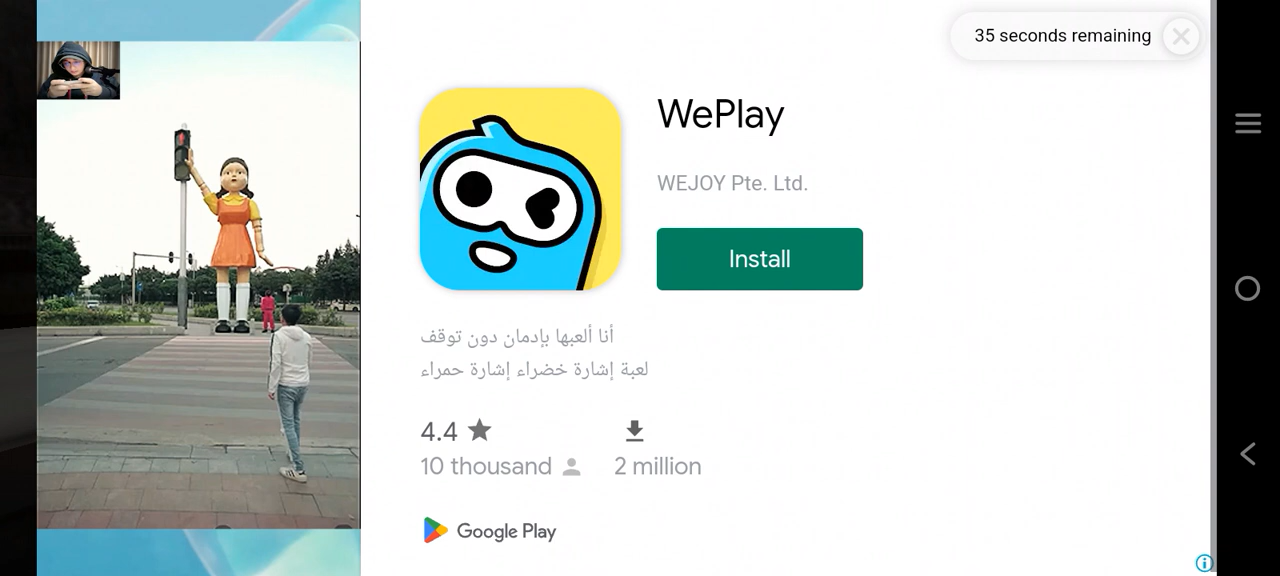 35 seconds remaining
WePlay
WEJOY Pte. Ltd.
Install
أنا ألعبها بإدمان دون توقف
لعبة إشارة خضراء إشارة حمراء
4.4
10 thousand
2 million
Google Play